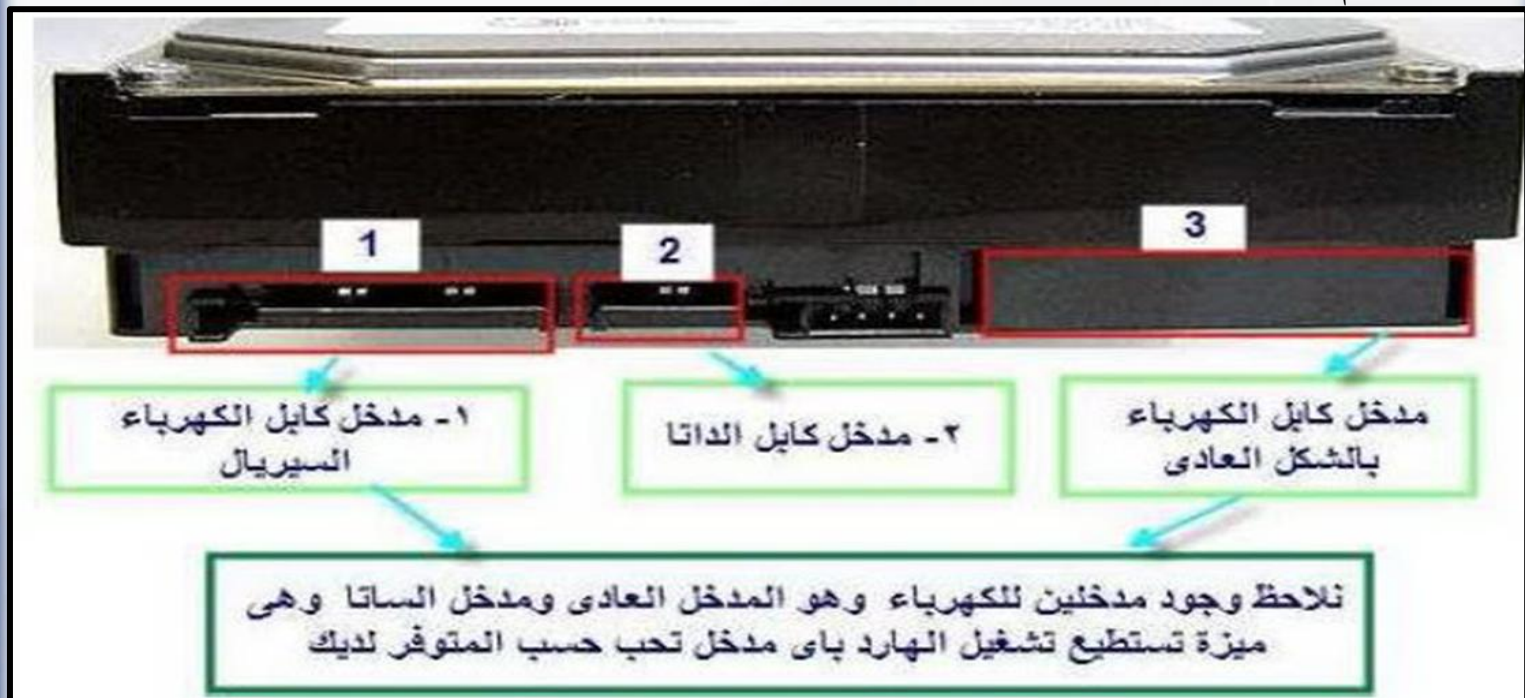 1
2
3
١- مدخل كابل الكهرباء
السيريال
٢- مدخل كابل الداتا
مدخل كابل الكهرباء
بالشكل العادى
نلاحظ وجود مدخلين للكهرباء وهو المدخل العادى ومدخل الساتا وهى
ميزة تستطيع تشغيل الهارد باى مدخل تحب حسب المتوفر لديك